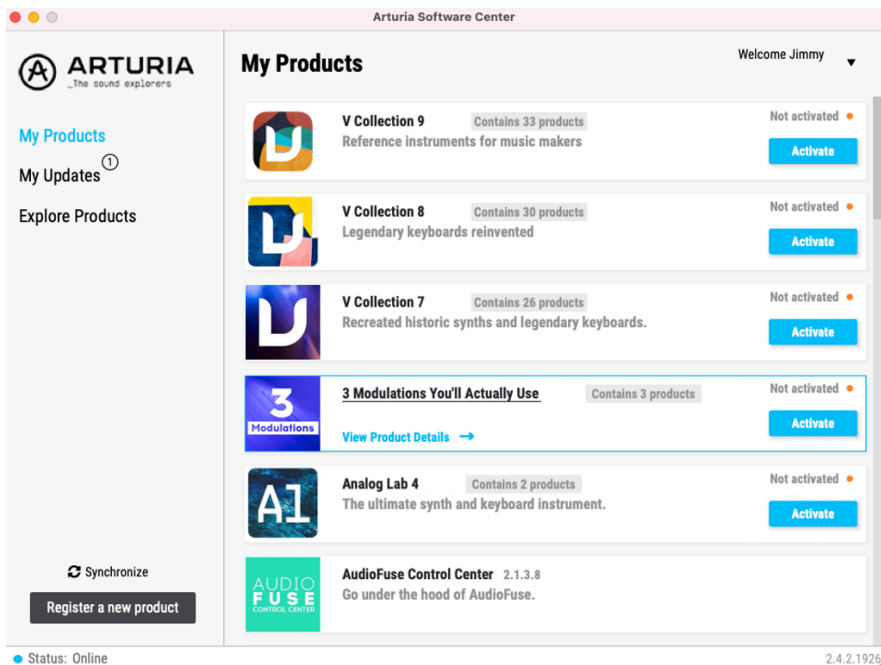 Arturia Software Center
ARTURIA
_The sound explorers
My Products
My Updates 1
Explore Products
Synchronize
Register a new product
My Products
Welcome Jimmy
V Collection 9 Contains 33 products Not activated
Reference instruments for music makers
Activate
V Collection 8 Contains 30 products Not activated
Legendary keyboards reinvented
Activate
V Collection 7 Contains 26 products Not activated
Recreated historic synths and legendary keyboards.
Activate
3
Modulations
3 Modulations You'll Actually Use Contains 3 products Not activated
View Product Details →
Activate
A1
Analog Lab 4 Contains 2 products Not activated
The ultimate synth and keyboard instrument.
Activate
AUDIO
FUSE
CONTROL CENTER
AudioFuse Control Center 2.1.3.8
Go under the hood of AudioFuse.
Status: Online 2.4.2.1926